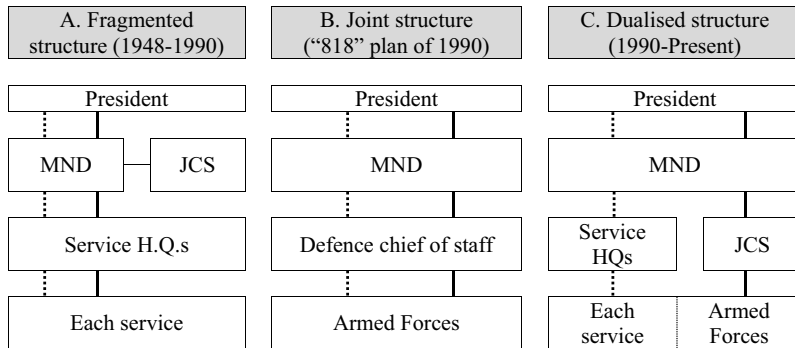 A. Fragmented
structure (1948-1990)
President
MND
JCS
Service H.Q.s
Each service
B. Joint structure
(“818” plan of 1990)
President
MND
Defence chief of staff
Armed Forces
C. Dualised structure
(1990-Present)
President
MND
Service
HQs
JCS
Each
service
Armed
Forces